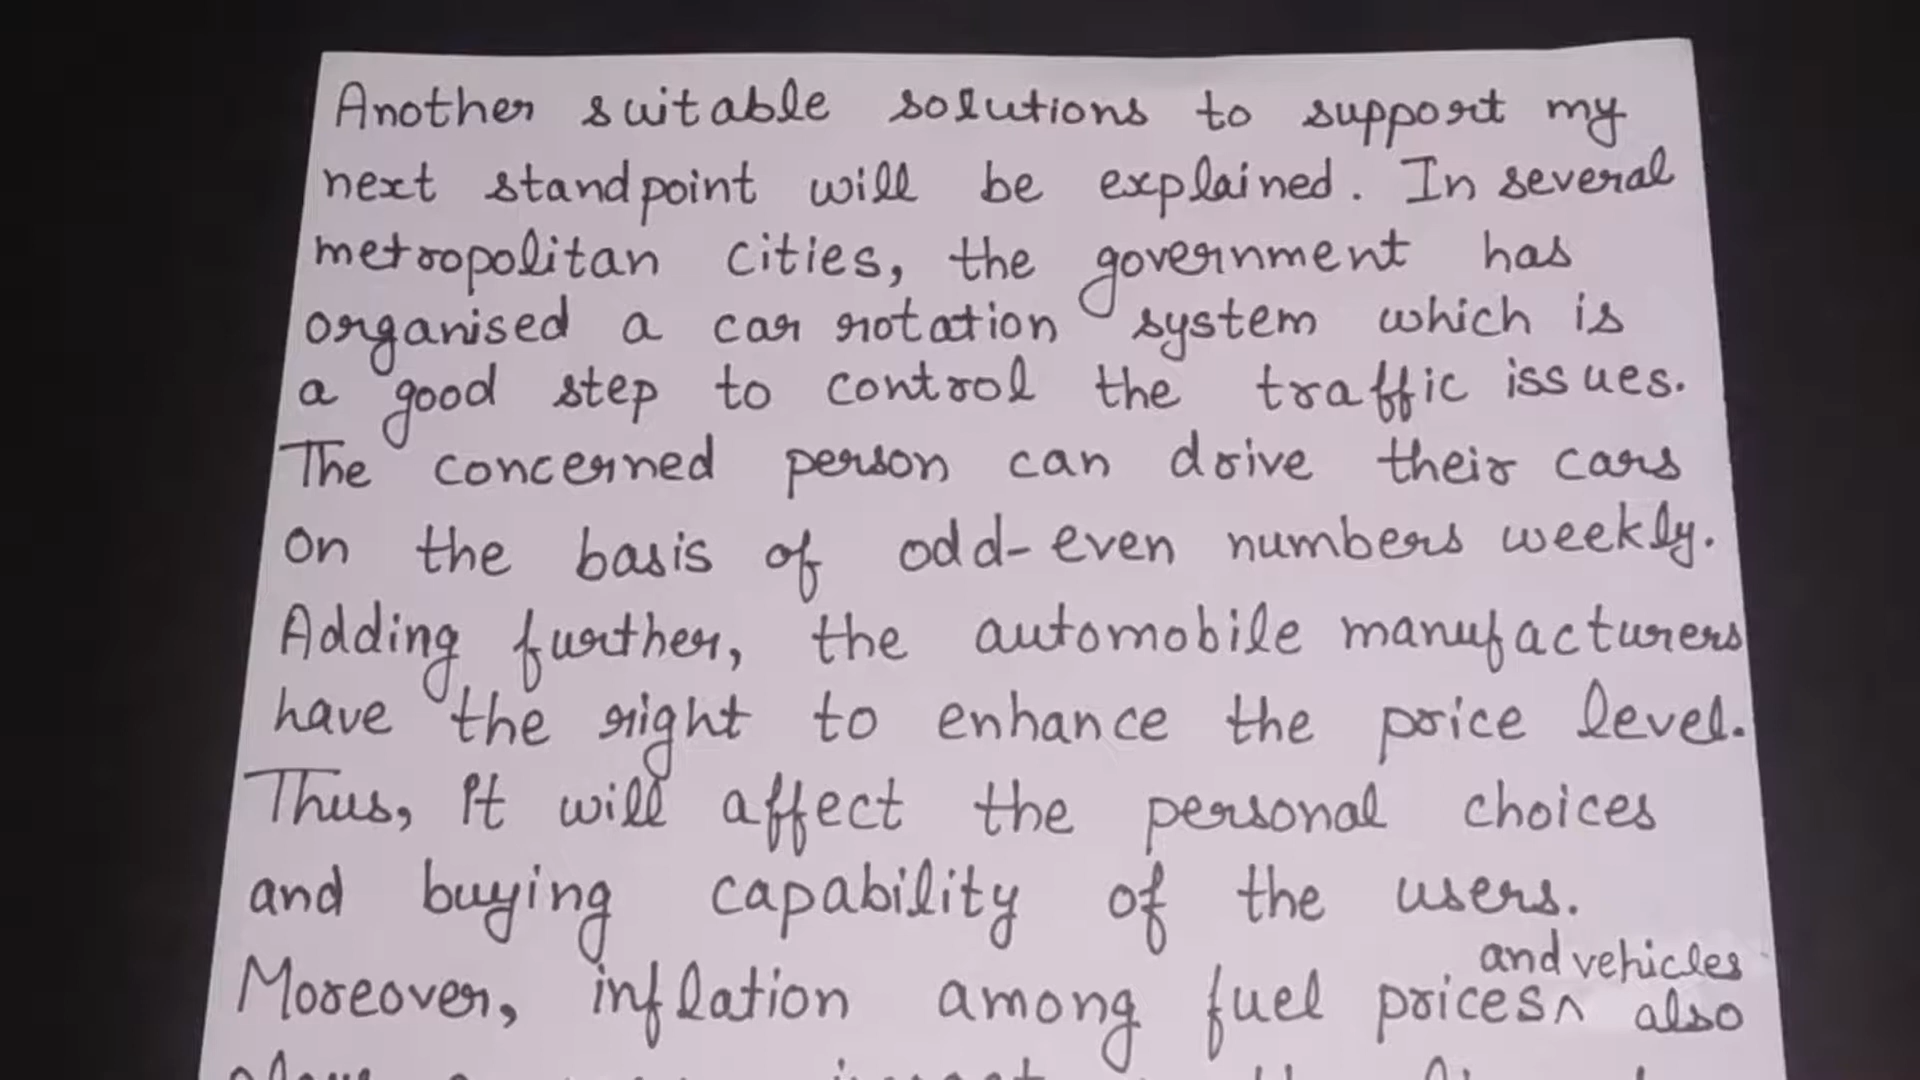 Another suitable solutions to support my
next standpoint will be explained. In several
metropolitan cities, the government has
organised a car rotation system which is
a good step to control the traffic issues.
The concerned person can drive their cars
on the basis of odd-even numbers weekly.
Adding further, the automobile manufacturers
have the right to enhance the price level.
Thus, It will affect the personal choices
and buying capability of the users.
and vehicles
Moreover, inflation among fuel prices^ also